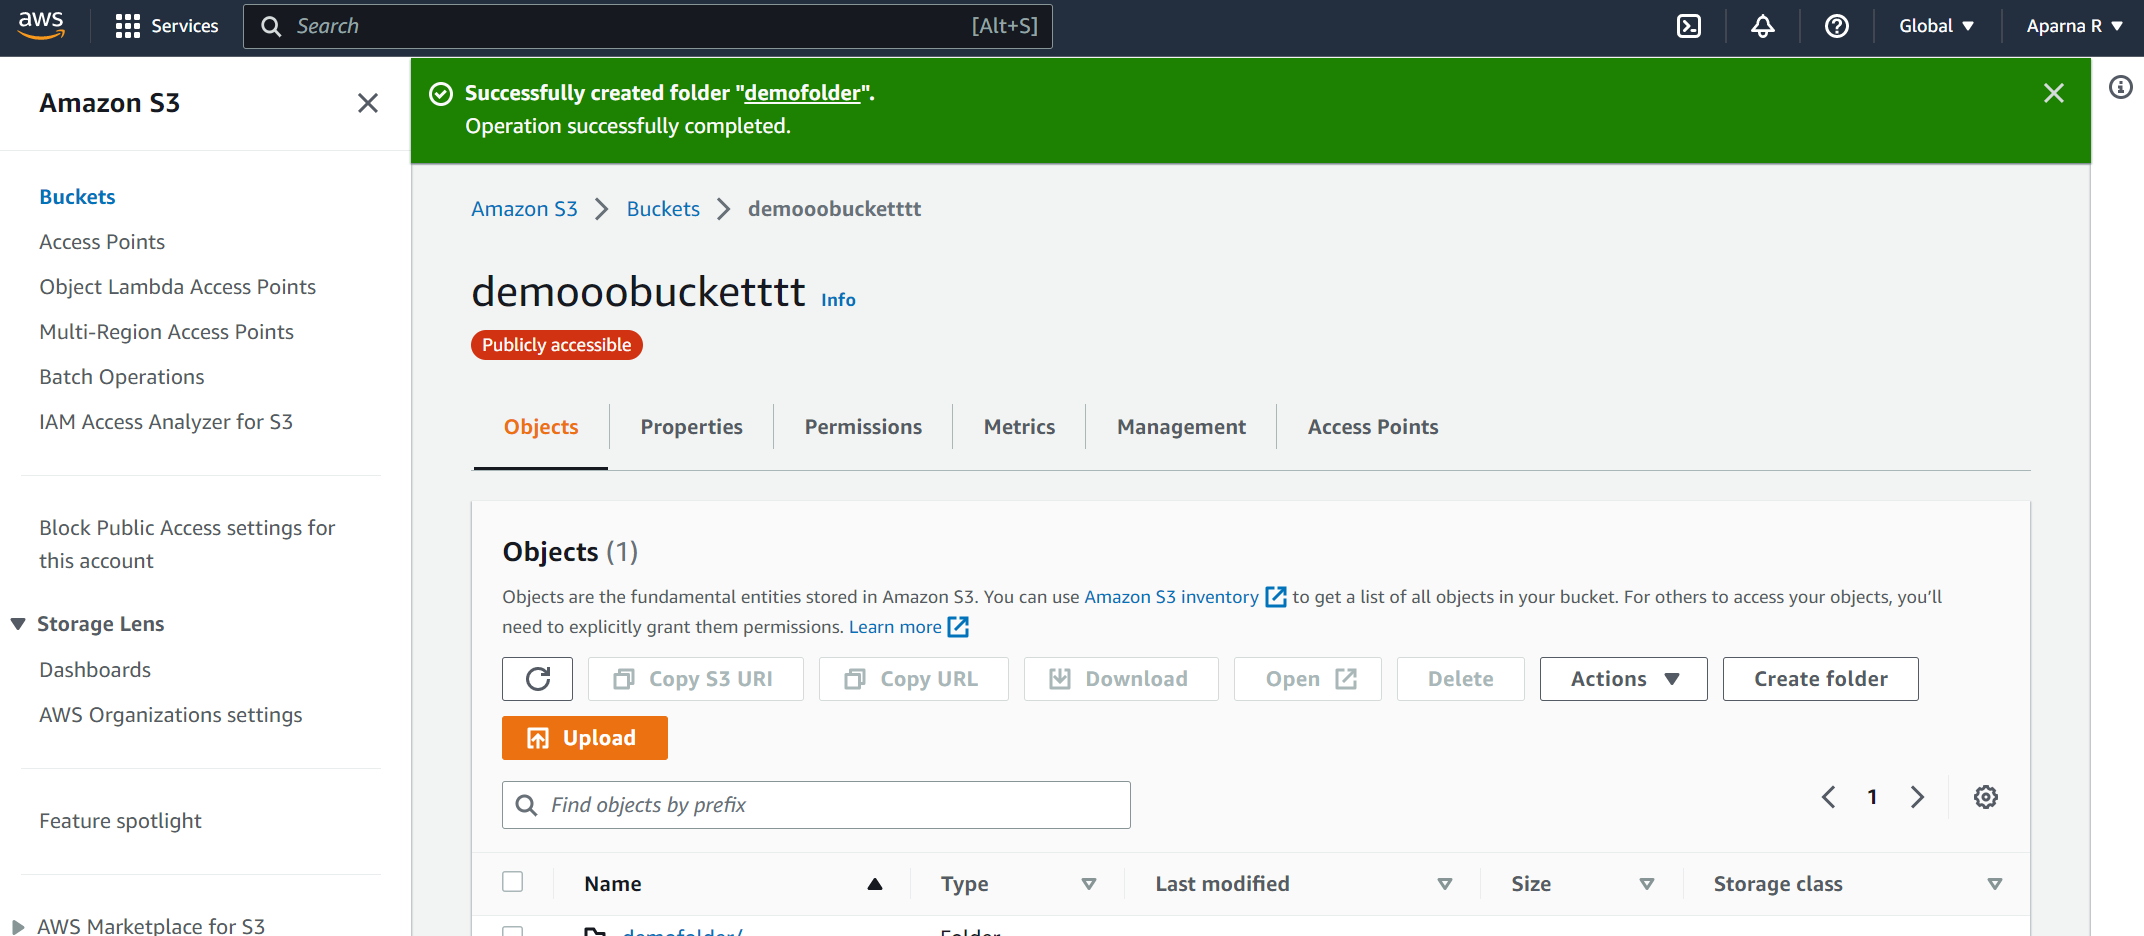 aws
Services
Search
[Alt+S]
Global
Aparna R
Amazon S3
Buckets
Access Points
Object Lambda Access Points
Multi-Region Access Points
Batch Operations
IAM Access Analyzer for S3
Block Public Access settings for
this account
Storage Lens
Dashboards
AWS Organizations settings
Feature spotlight
AWS Marketplace for S3
Successfully created folder "demofolder".
Operation successfully completed.
Amazon S3 > Buckets > demooobucketttt
demooobucketttt Info
Publicly accessible
Objects
Properties
Permissions
Metrics
Management
Access Points
Objects (1)
Objects are the fundamental entities stored in Amazon S3. You can use Amazon S3 inventory to get a list of all objects in your bucket. For others to access your objects, you'll
need to explicitly grant them permissions. Learn more
Copy S3 URI
Copy URL
Download
Open
Delete
Actions
Create folder
Upload
Find objects by prefix
1
Name
Type
Last modified
Size
Storage class
demofolder/
Folder